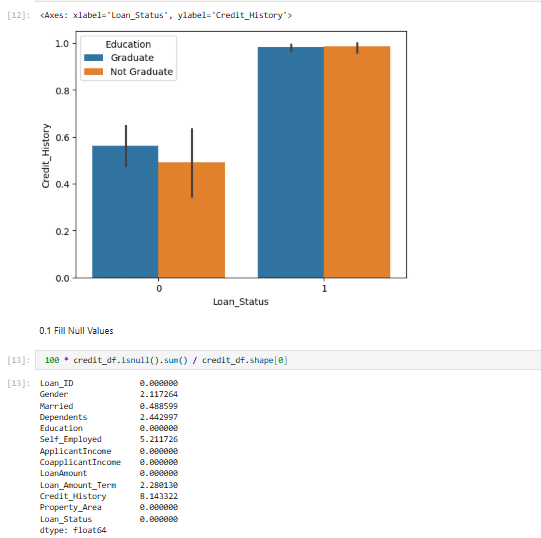 [12]: <Axes: xlabel='Loan_Status', ylabel='Credit_History'>
Education
Graduate
Not Graduate
1.0
0.8
0.6
0.4
0.2
0.0
Credit_History
0
1
Loan_Status
0.1 Fill Null Values
[13]: 100 * credit_df.isnull().sum() / credit_df.shape[0]
[13]: Loan_ID 0.000000
Gender 2.117264
Married 0.488599
Dependents 2.442997
Education 0.000000
Self_Employed 5.211726
ApplicantIncome 0.000000
CoapplicantIncome 0.000000
LoanAmount 0.000000
Loan_Amount_Term 2.280130
Credit_History 8.143322
Property_Area 0.000000
Loan_Status 0.000000
dtype: float64